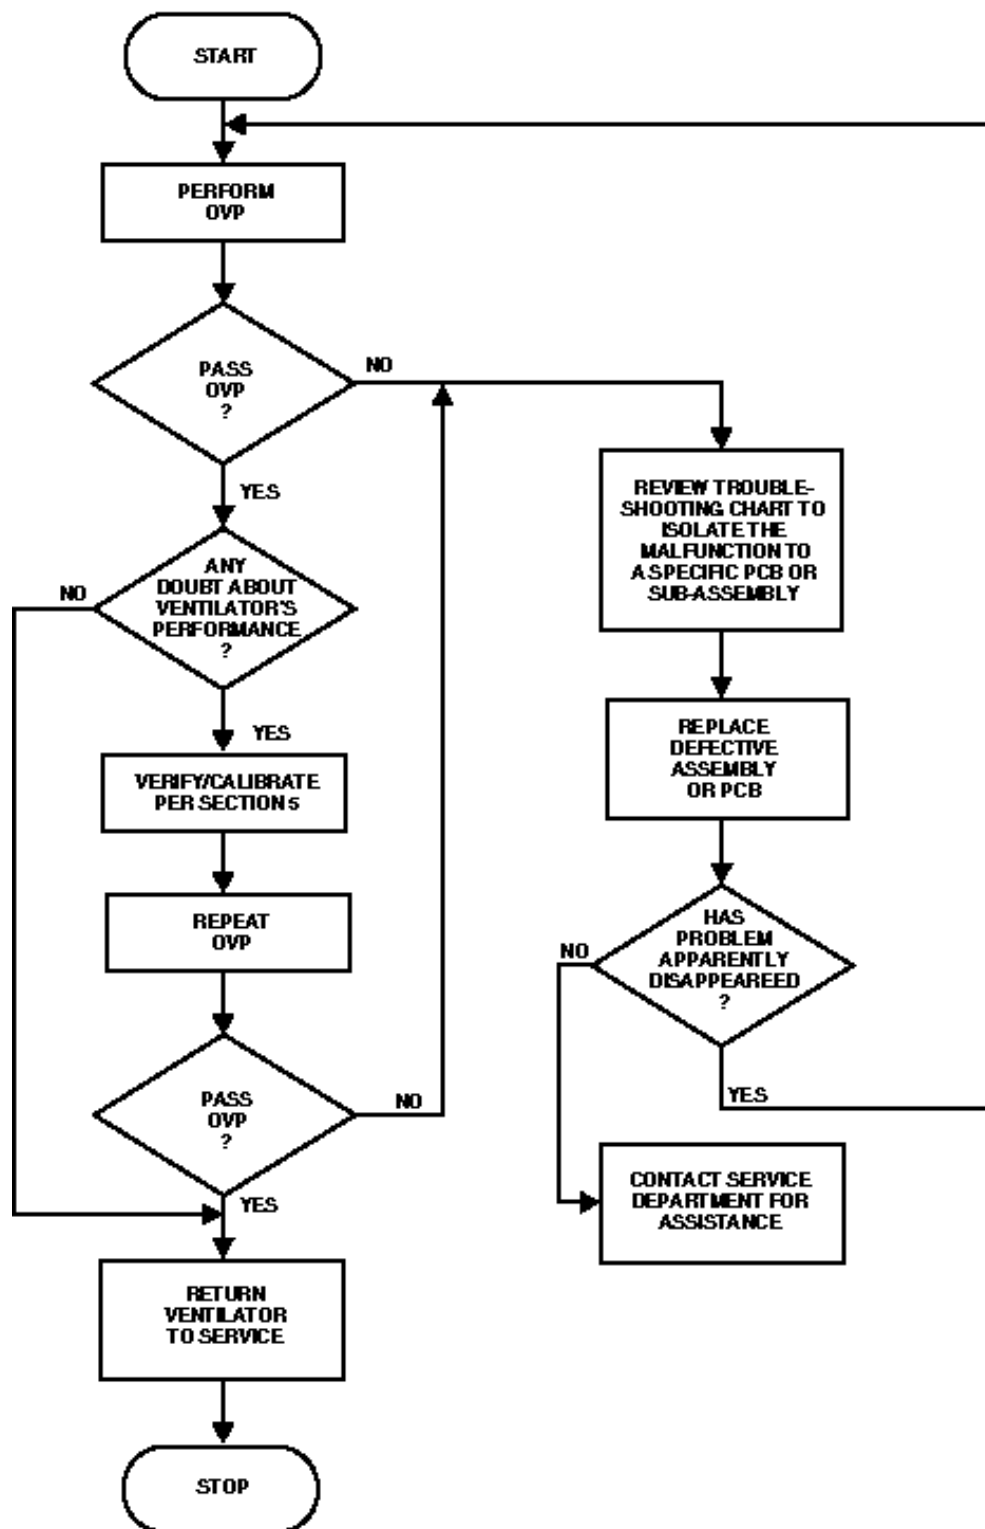 START
PERFORM
OVP
PASS
OVP
?
NO
YES
ANY
DOUBT ABOUT
VENTILATOR'S
PERFORMANCE
?
NO
YES
VERIFY/CALIBRATE
PER SECTION 5
REPEAT
OVP
PASS
OVP
?
NO
YES
RETURN
VENTILATOR
TO SERVICE
STOP
REVIEW TROUBLE-
SHOOTING CHART TO
ISOLATE THE
MALFUNCTION TO
A SPECIFIC PCB OR
SUB-ASSEMBLY
REPLACE
DEFECTIVE
ASSEMBLY
OR PCB
HAS
PROBLEM
APPARENTLY
DISAPPEAREED
?
NO
YES
CONTACT SERVICE
DEPARTMENT FOR
ASSISTANCE